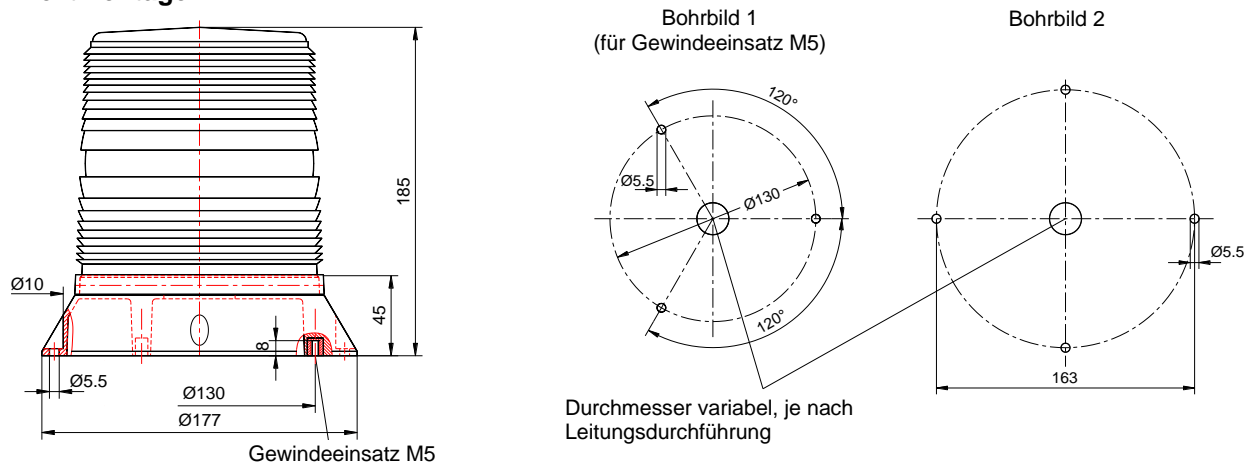 Bohrbild 1
(für Gewindeeinsatz M5)
Bohrbild 2
185
45
8
Ø10
Ø5.5
Ø130
Ø177
Gewindeeinsatz M5
120°
Ø5.5
Ø130
120°
Ø5.5
163
Durchmesser variabel, je nach
Leitungsdurchführung